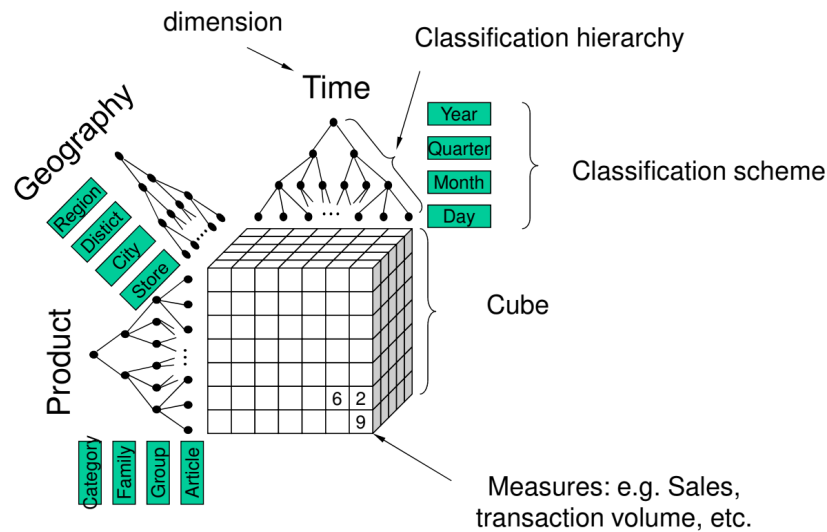 dimension
Classification hierarchy
Time
Geography
Year
Quarter
Month
Day
Classification scheme
Region
Distict
City
Store
Cube
Product
6 2
9
Category
Family
Group
Article
Measures: e.g. Sales,
transaction volume, etc.